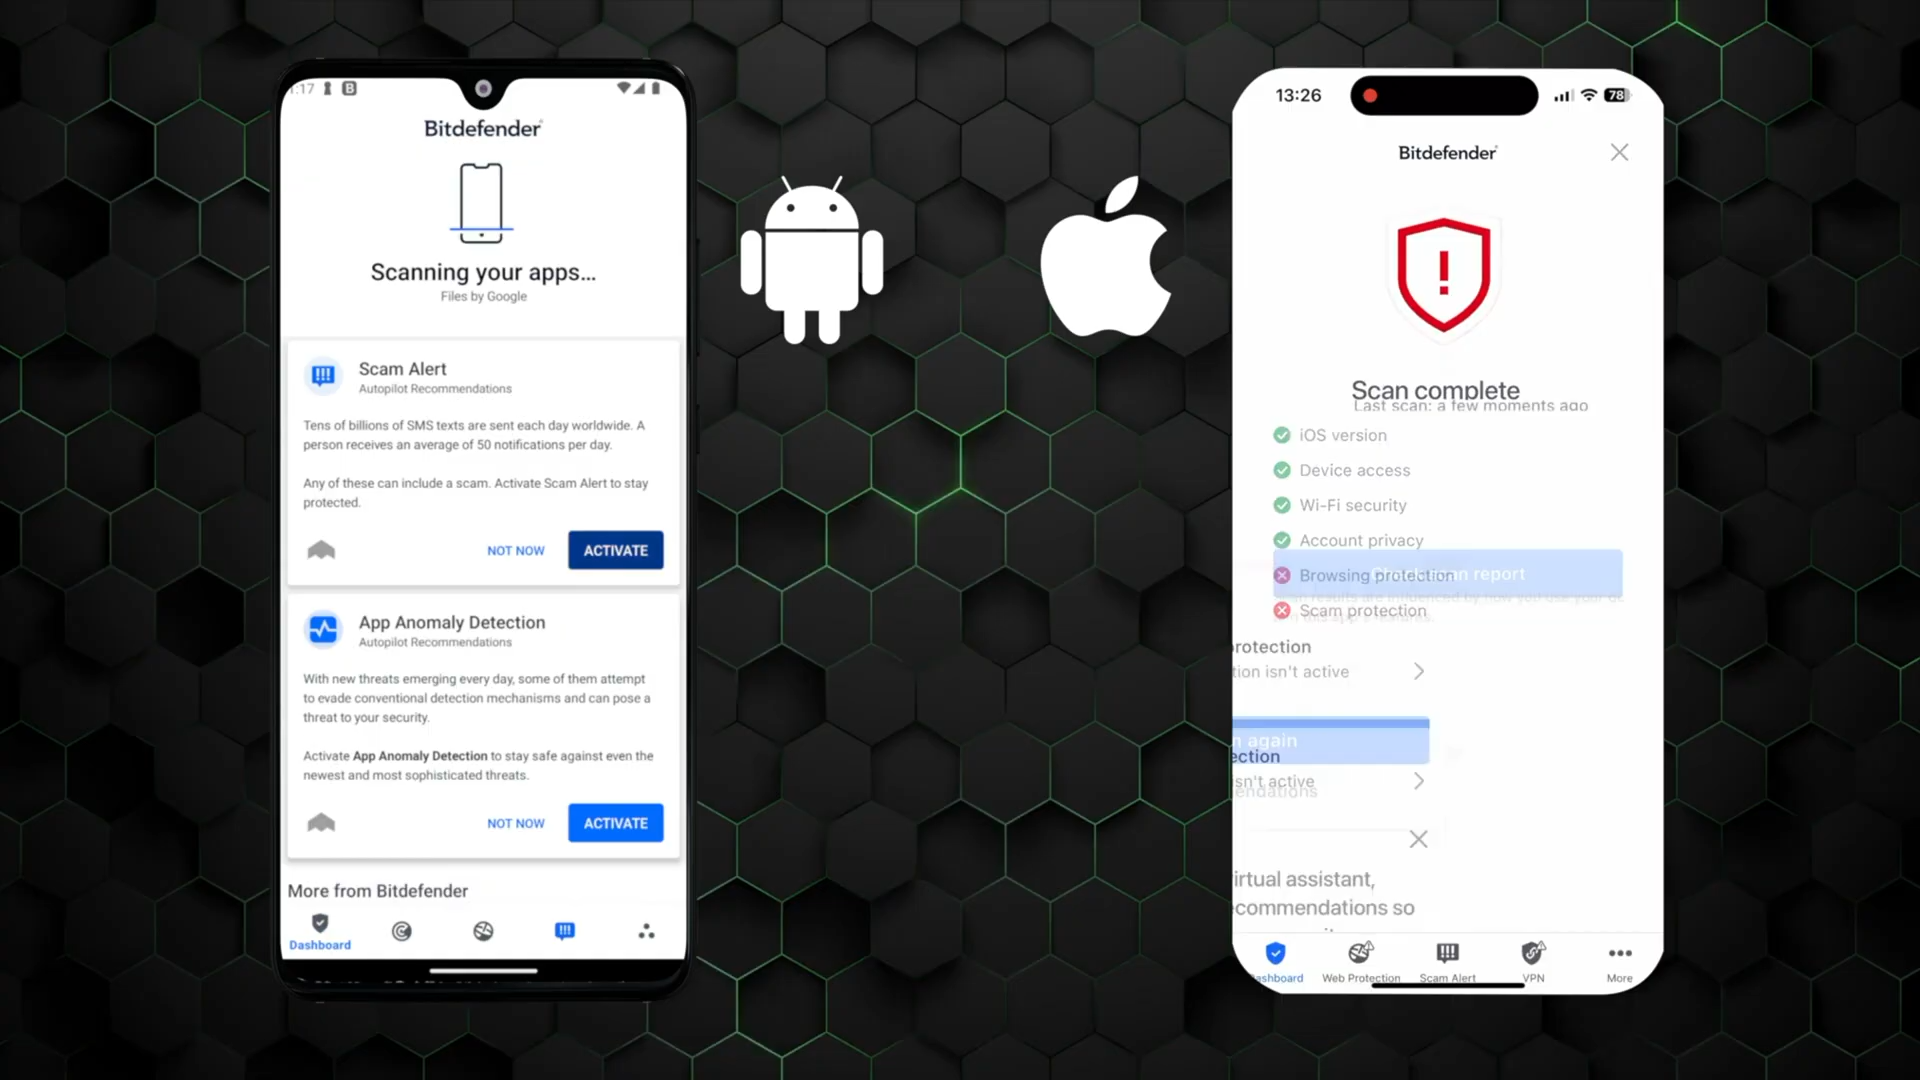 :17
Bitdefender
Scanning your apps...
Files by Google
Scam Alert
Autopilot Recommendations
Tens of billions of SMS texts are sent each day worldwide. A
person receives an average of 50 notifications per day.
Any of these can include a scam. Activate Scam Alert to stay
protected.
NOT NOW
ACTIVATE
App Anomaly Detection
Autopilot Recommendations
With new threats emerging every day, some of them attempt
to evade conventional detection mechanisms and can pose a
threat to your security.
Activate App Anomaly Detection to stay safe against even the
newest and most sophisticated threats.
NOT NOW
ACTIVATE
More from Bitdefender
Dashboard
13:26
78
Bitdefender
Scan complete
Last scan: a few moments ago
iOS version
Device access
Wi-Fi security
Account privacy
Browsing protection
report
Scam protection
rotection
tion isn't active
again
ection
isn't active
endations
irtual assistant,
commendations so
ashboard
Web Protection
Scam Alert
VPN
More